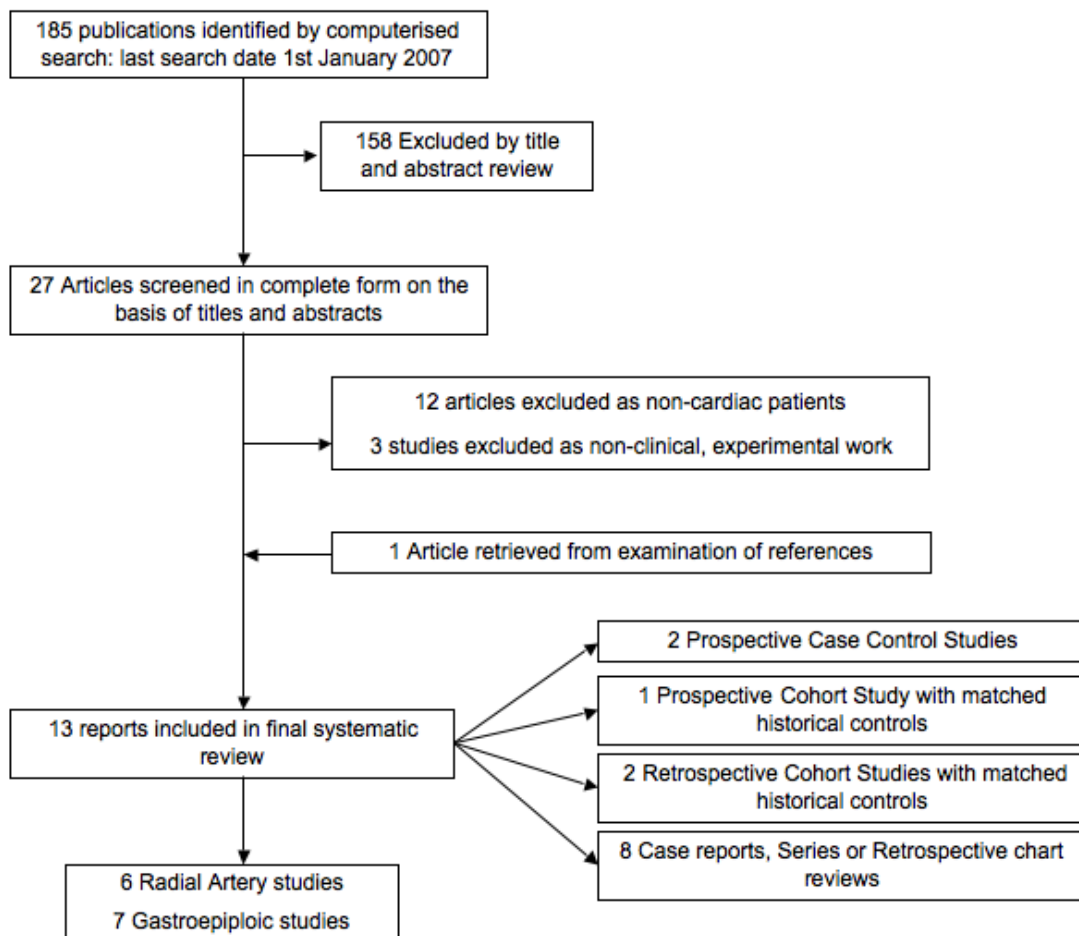 185 publications identified by computerised
search: last search date 1st January 2007
158 Excluded by title
and abstract review
27 Articles screened in complete form on the
basis of titles and abstracts
12 articles excluded as non-cardiac patients
3 studies excluded as non-clinical, experimental work
1 Article retrieved from examination of references
2 Prospective Case Control Studies
1 Prospective Cohort Study with matched
historical controls
13 reports included in final systematic
review
2 Retrospective Cohort Studies with matched
historical controls
8 Case reports, Series or Retrospective chart
reviews
6 Radial Artery studies
7 Gastroepiploic studies